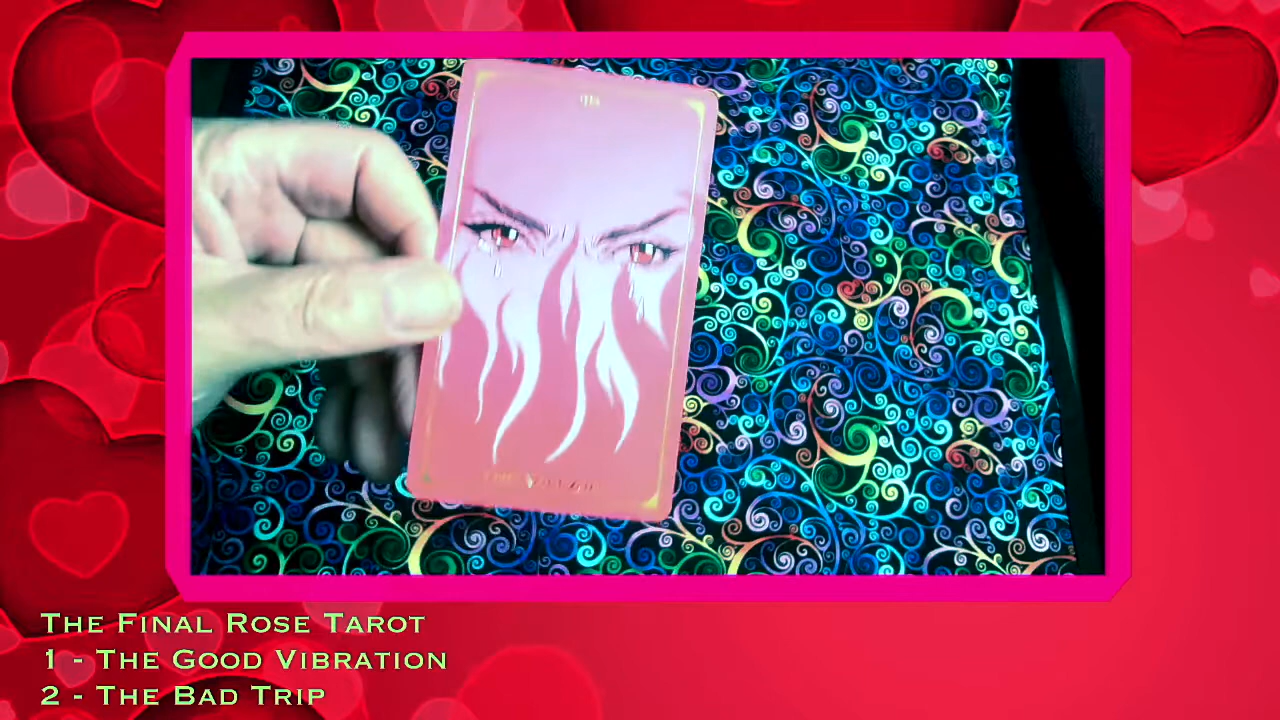 The Final Rose Tarot
1 - The Good Vibration
2 - The Bad Trip